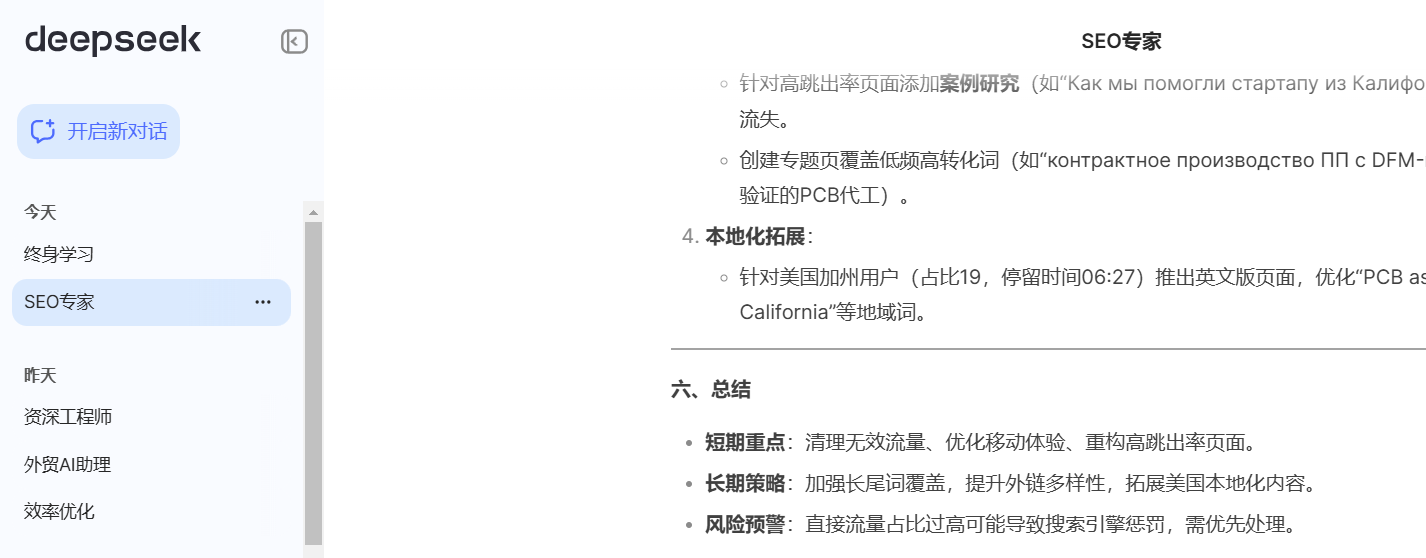 deepseek
开启新对话
今天
终身学习
SEO专家
昨天
资深工程师
外贸AI助理
效率优化
SEO专家
针对高跳出率页面添加案例研究（如“Как мы помогли стартапу из Калифо
流失。
创建专题页覆盖低频高转化词（如“контрактное производство ПП с DFM-
验证的PCB代工）。
4. 本地化拓展：
针对美国加州用户（占比19，停留时间06:27）推出英文版页面，优化“PCB as
California”等地域词。
六、总结
短期重点：清理无效流量、优化移动体验、重构高跳出率页面。
长期策略：加强长尾词覆盖，提升外链多样性，拓展美国本地化内容。
风险预警：直接流量占比过高可能导致搜索引擎惩罚，需优先处理。